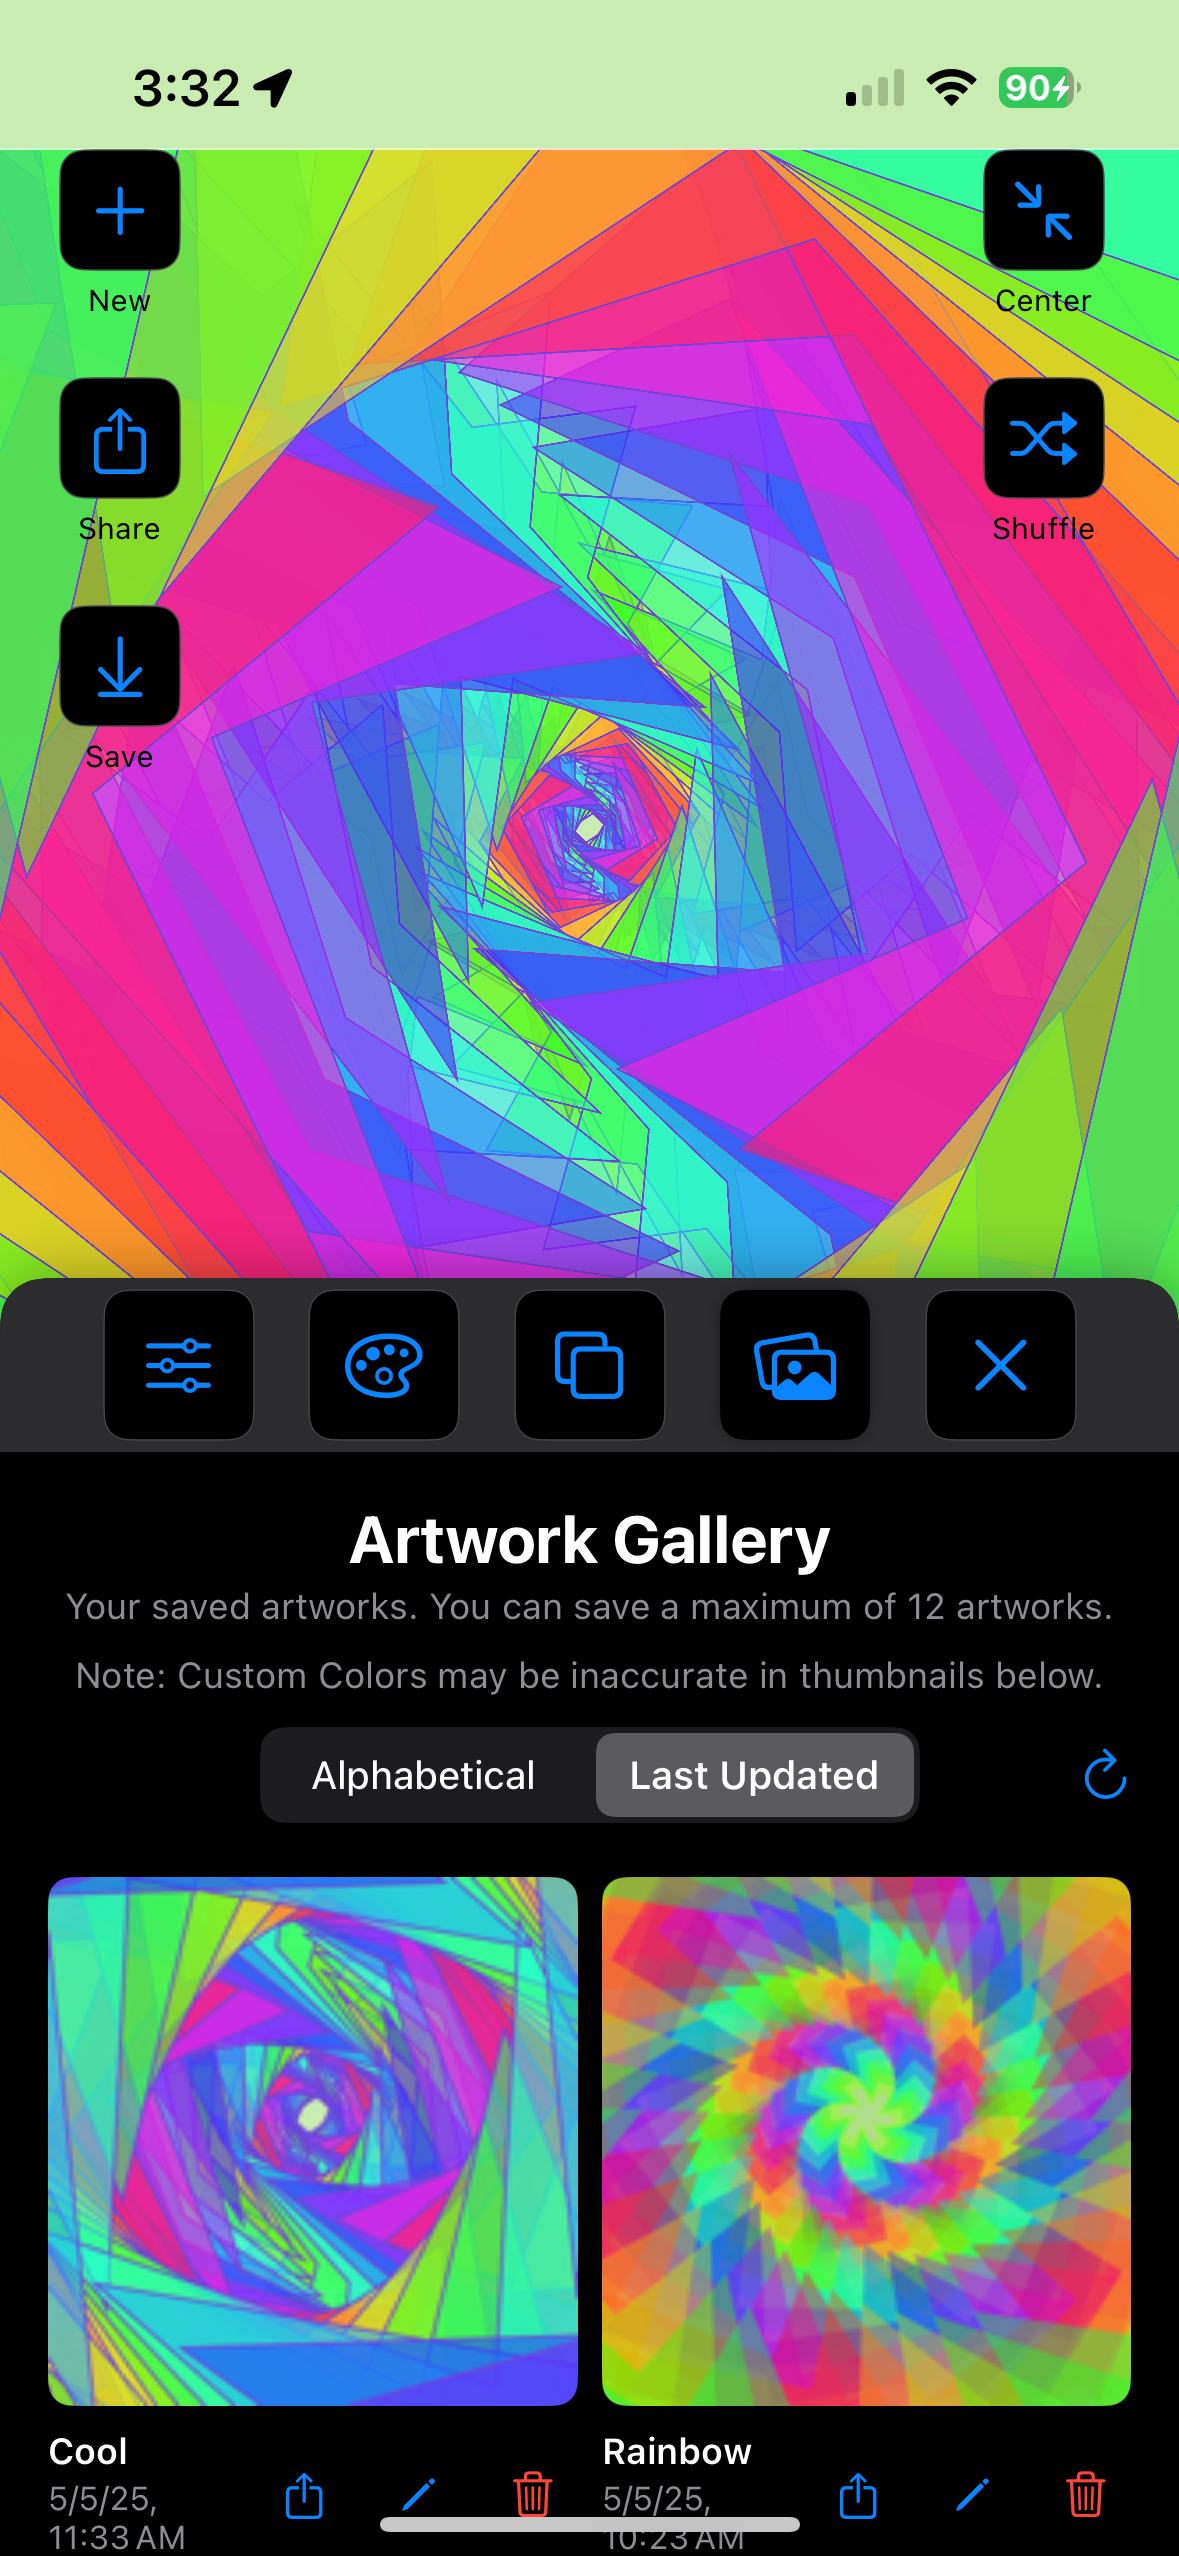 3:32
90
New
Center
Share
Shuffle
Save
Artwork Gallery
Your saved artworks. You can save a maximum of 12 artworks.
Note: Custom Colors may be inaccurate in thumbnails below.
Alphabetical
Last Updated
Cool
5/5/25,
11:33 AM
Rainbow
5/5/25,
10:23 AM